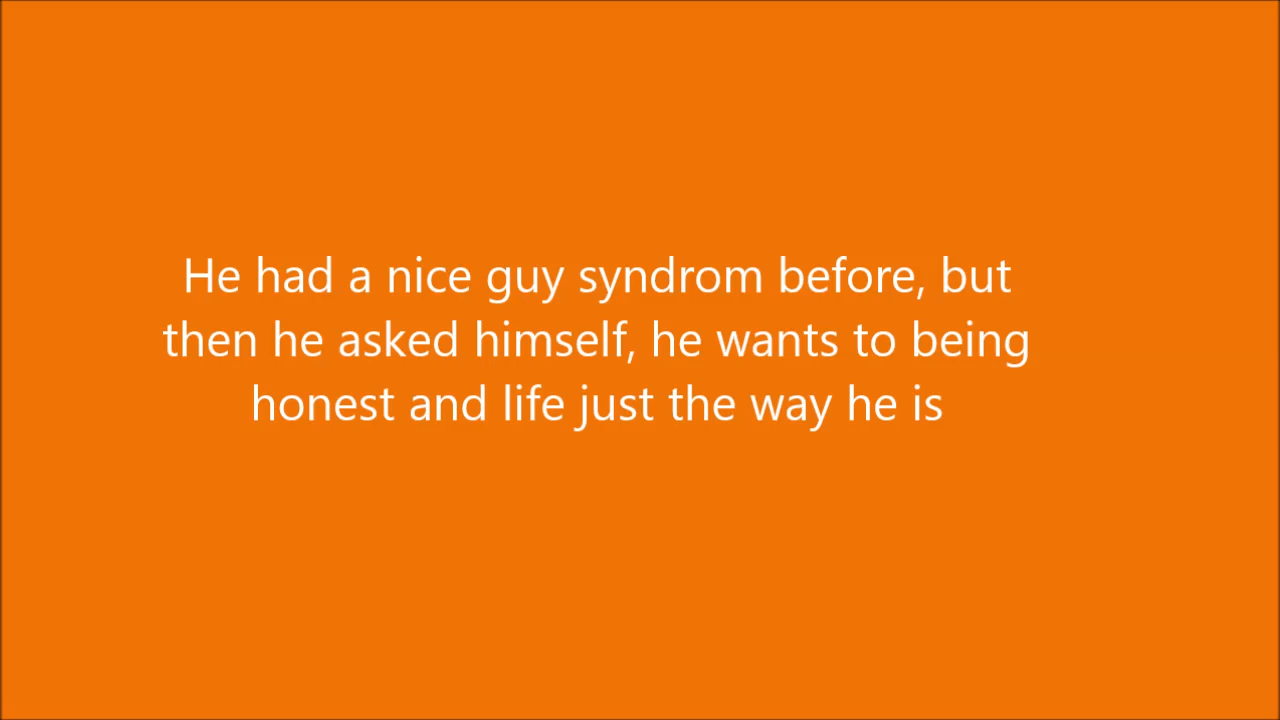 He had a nice guy syndrom before, but
then he asked himself, he wants to being
honest and life just the way he is